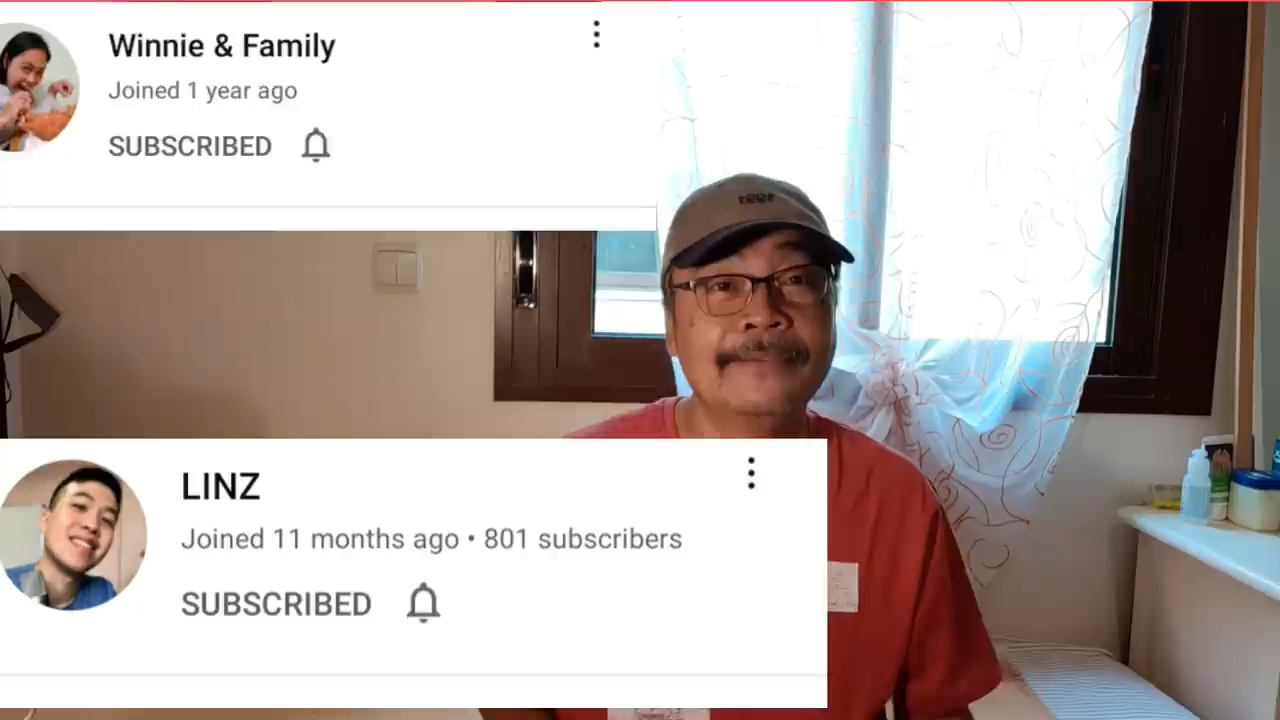 Winnie & Family
Joined 1 year ago
SUBSCRIBED
LINZ
Joined 11 months ago • 801 subscribers
SUBSCRIBED